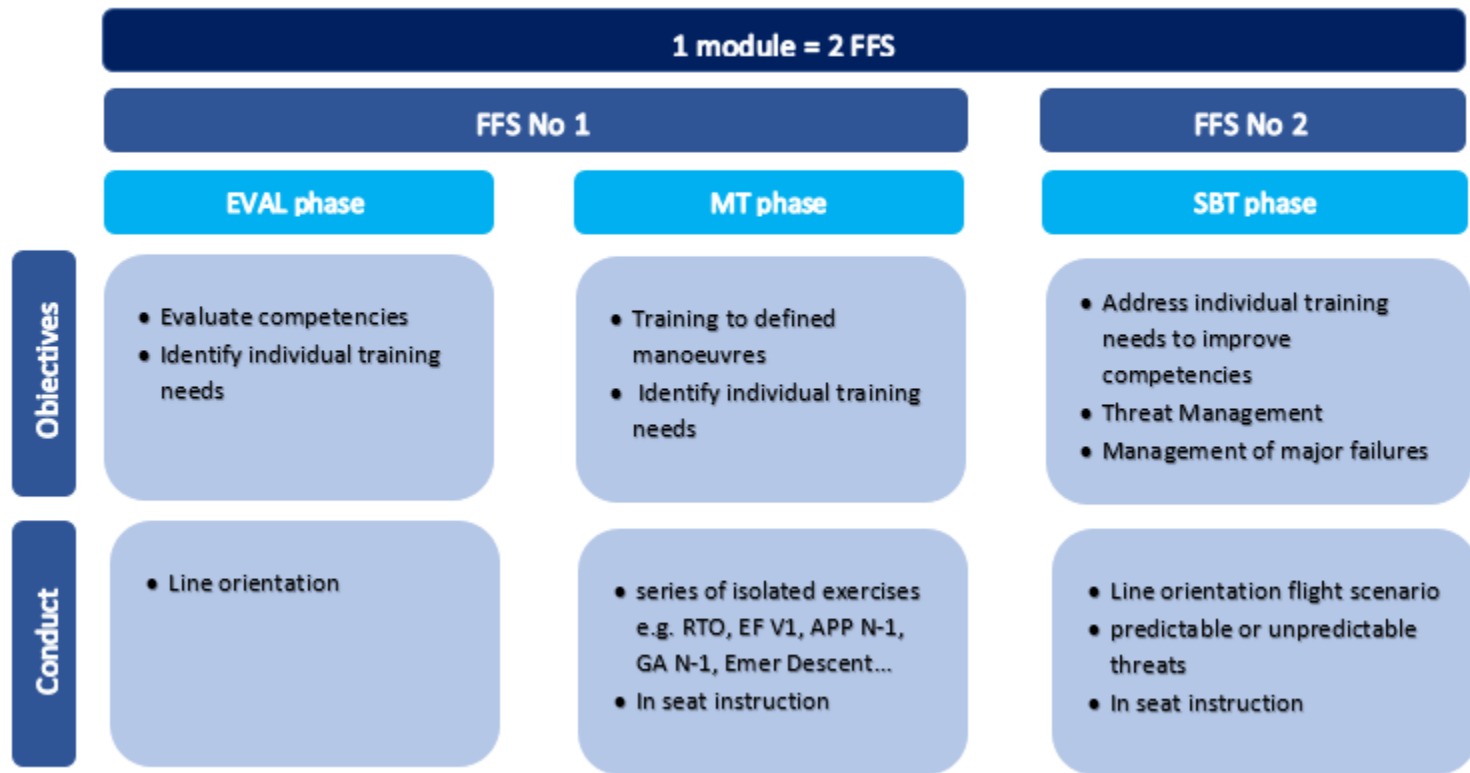 1 module = 2 FFS
FFS No 1
FFS No 2
EVAL phase
MT phase
SBT phase
Objectives
• Evaluate competencies
• Identify individual training
needs
• Training to defined
manoeuvres
• Identify individual training
needs
• Address individual training
needs to improve
competencies
• Threat Management
• Management of major failures
Conduct
• Line orientation
• series of isolated exercises
e.g. RTO, EF V1, APP N-1,
GA N-1, Emer Descent...
• In seat instruction
• Line orientation flight scenario
• predictable or unpredictable
threats
• In seat instruction